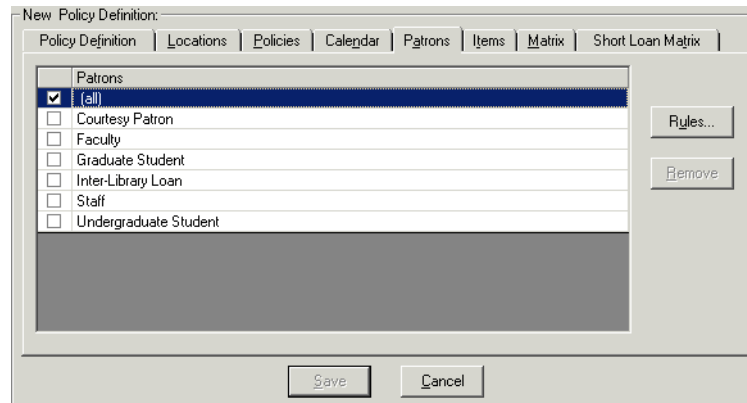 New Policy Definition:
Policy Definition Locations Policies Calendar Patrons Items Matrix Short Loan Matrix
Patrons
(all)
Courtesy Patron
Faculty
Graduate Student
Inter-Library Loan
Staff
Undergraduate Student
Rules...
Remove
Save Cancel